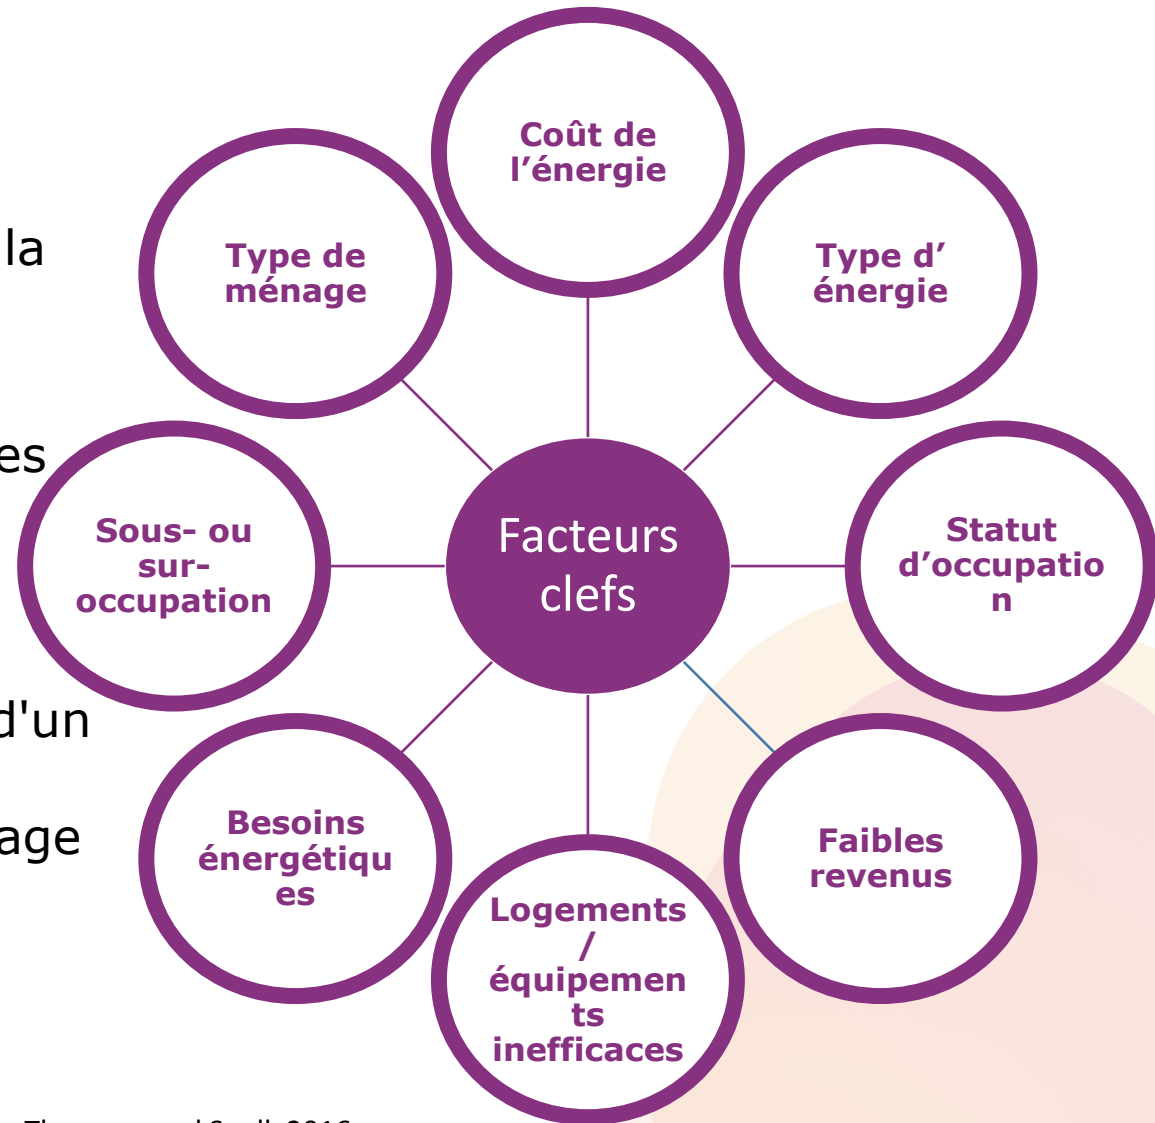 Coût de
l’énergie
Type de
ménage
Type d’
énergie
la
es
Sous- ou
sur-
occupation
Facteurs
clefs
Statut
d’occupatio
n
d'un
age
Besoins
énergétiqu
es
Faibles
revenus
Logements
/
équipemen
ts
inefficaces